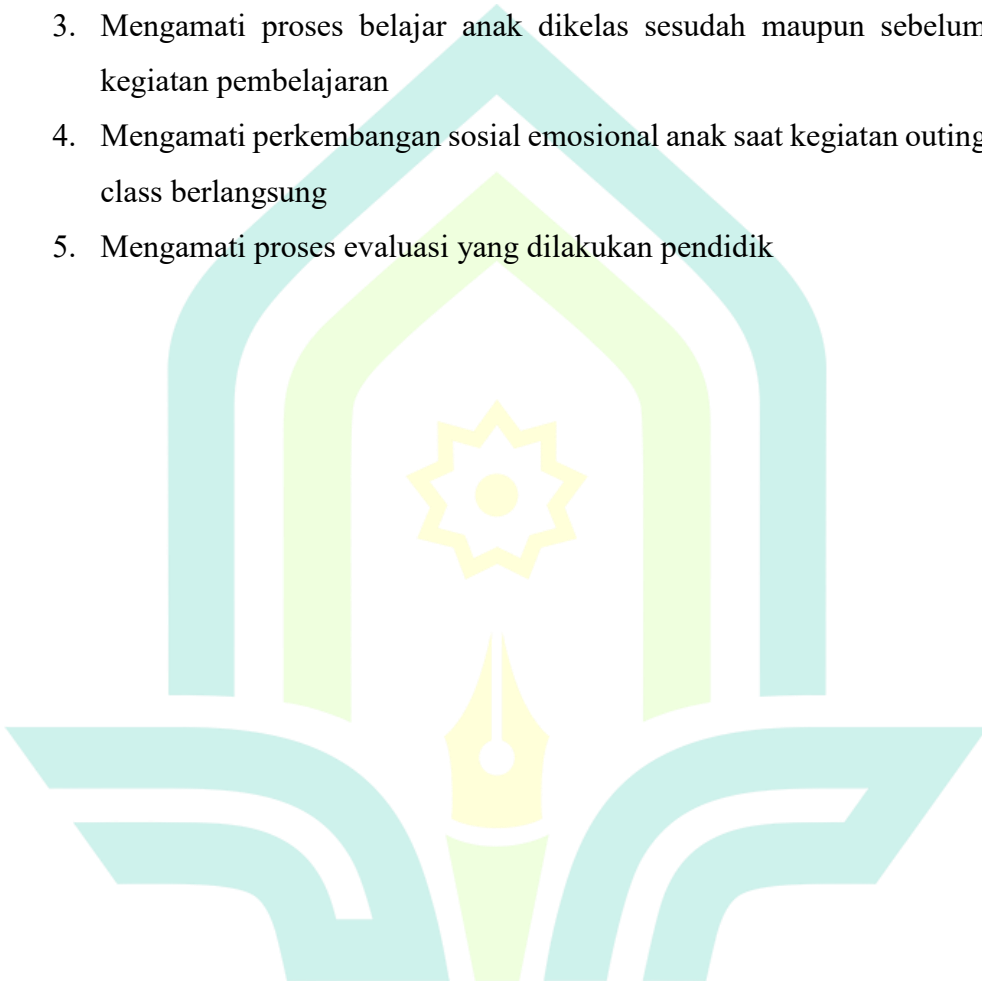 3. Mengamati proses belajar anak dikelas sesudah maupun sebelum
kegiatan pembelajaran
4. Mengamati perkembangan sosial emosional anak saat kegiatan outing
class berlangsung
5. Mengamati proses evaluasi yang dilakukan pendidik